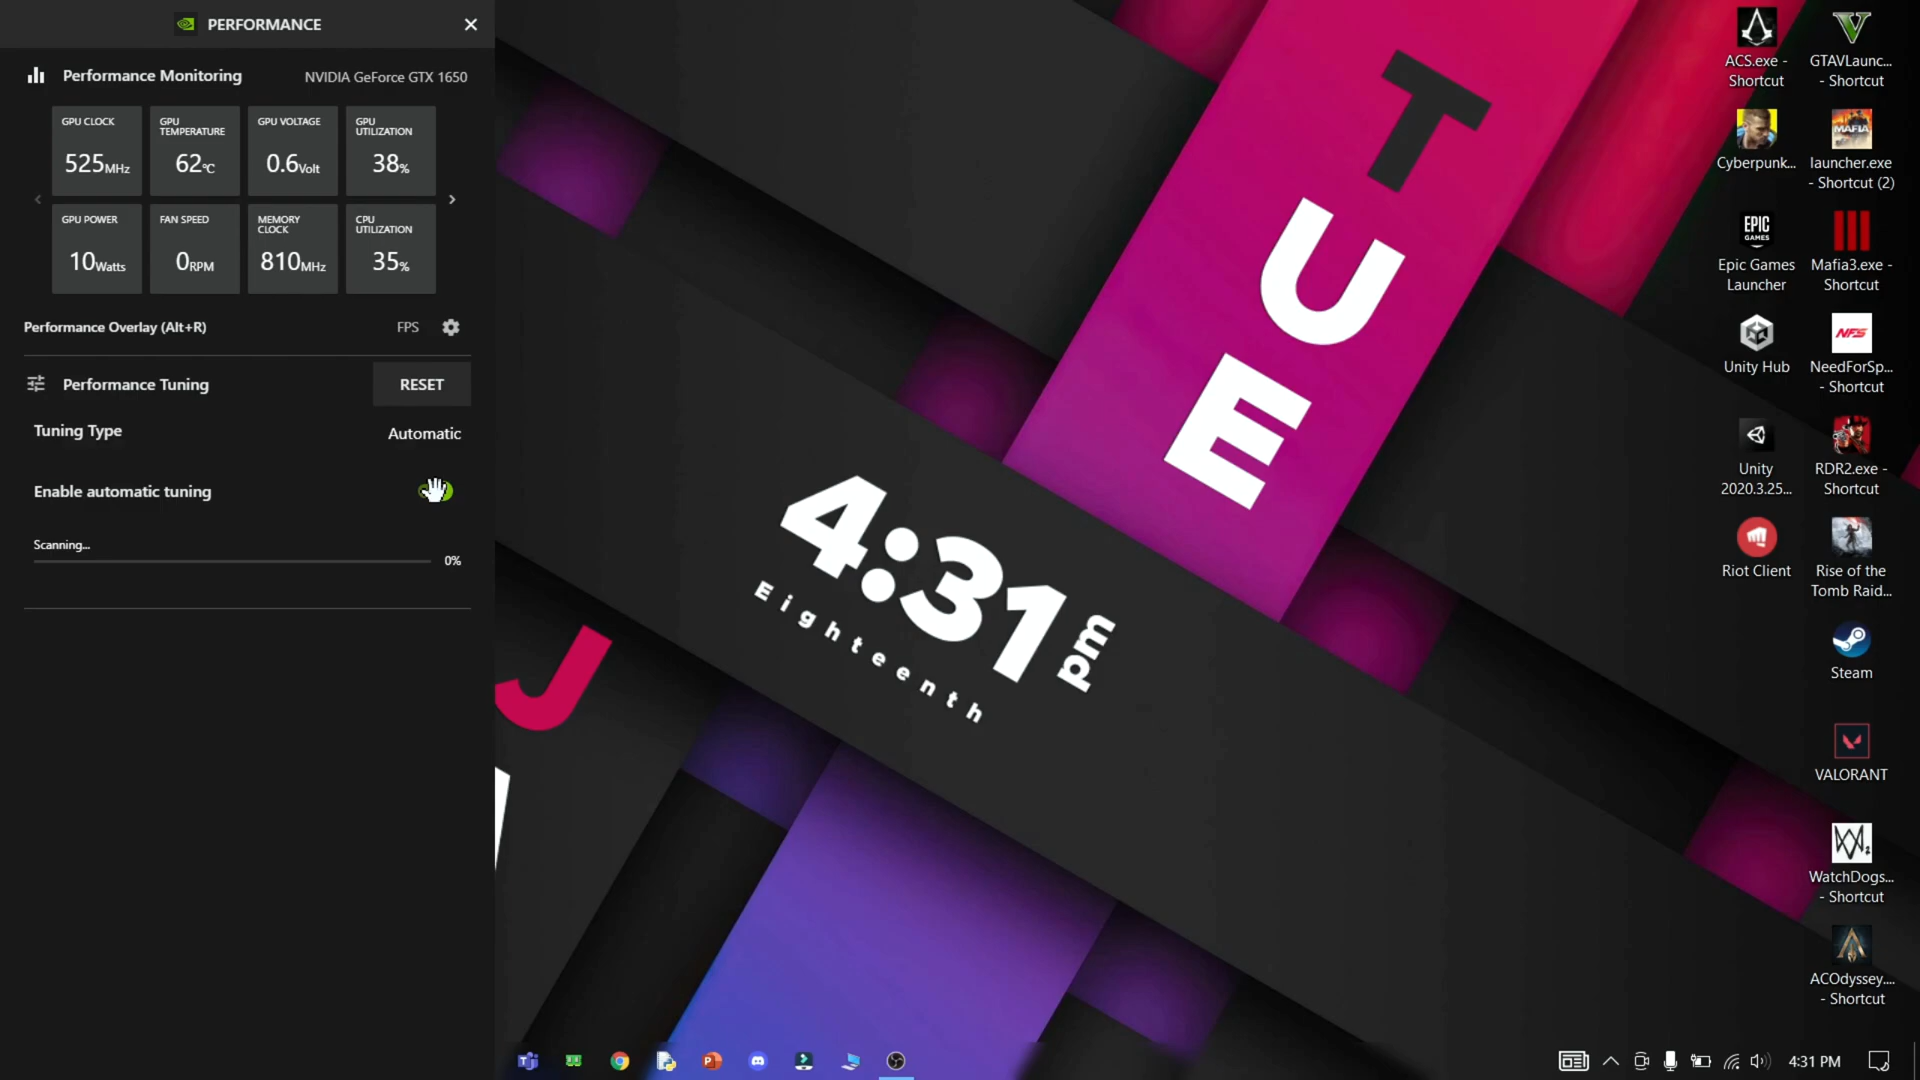 PERFORMANCE
Performance Monitoring
NVIDIA GeForce GTX 1650
GPU CLOCK
525MHz
GPU
TEMPERATURE
62°C
GPU VOLTAGE
0.6Volt
GPU
UTILIZATION
38%
GPU POWER
10Watts
FAN SPEED
0RPM
MEMORY
CLOCK
810MHz
CPU
UTILIZATION
35%
Performance Overlay (Alt+R)
FPS
Performance Tuning
RESET
Tuning Type
Automatic
Enable automatic tuning
Scanning...
0%
TUE
4:31
pm
Eighteenth
J
ACS.exe -
Shortcut
GTAVLaunc...
- Shortcut
Cyberpunk...
MAFIA
launcher.exe
- Shortcut (2)
EPIC
GAMES
Epic Games
Launcher
Mafia3.exe -
Shortcut
Unity Hub
NFS
NeedForSp...
- Shortcut
Unity
2020.3.25...
RDR2.exe -
Shortcut
Riot Client
Rise of the
Tomb Raid...
Steam
VALORANT
WatchDogs...
- Shortcut
ACOdyssey....
- Shortcut
4:31 PM